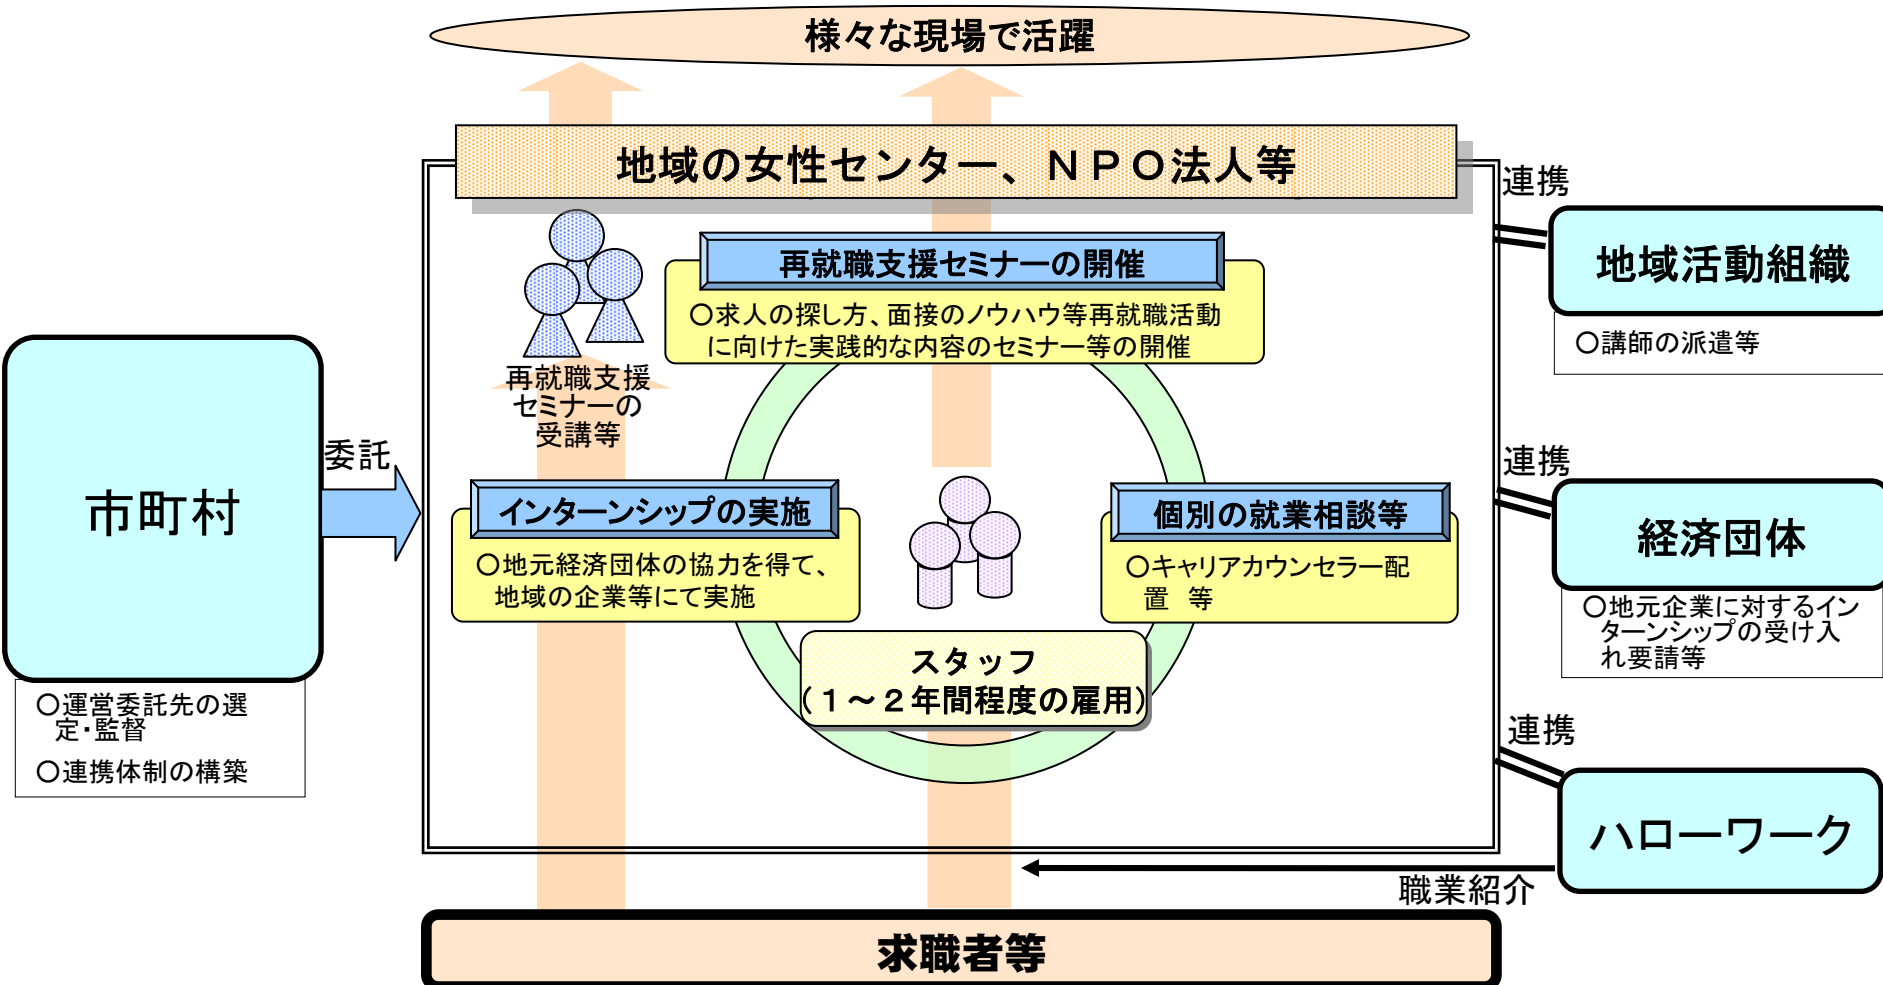 様々な現場で活躍
地域の女性センター、ＮＰＯ法人等
再就職支援セミナーの開催
○求人の探し方、面接のノウハウ等再就職活動
に向けた実践的な内容のセミナー等の開催
再就職支援
セミナーの
受講等
市町村
委託
○運営委託先の選
定・監督
○連携体制の構築
インターンシップの実施
○地元経済団体の協力を得て、
地域の企業等にて実施
個別の就業相談等
○キャリアカウンセラー配
置　等
スタッフ
（１～２年間程度の雇用）
連携
地域活動組織
○講師の派遣等
連携
経済団体
○地元企業に対するイン
ターンシップの受け入
れ要請等
連携
ハローワーク
職業紹介
求職者等